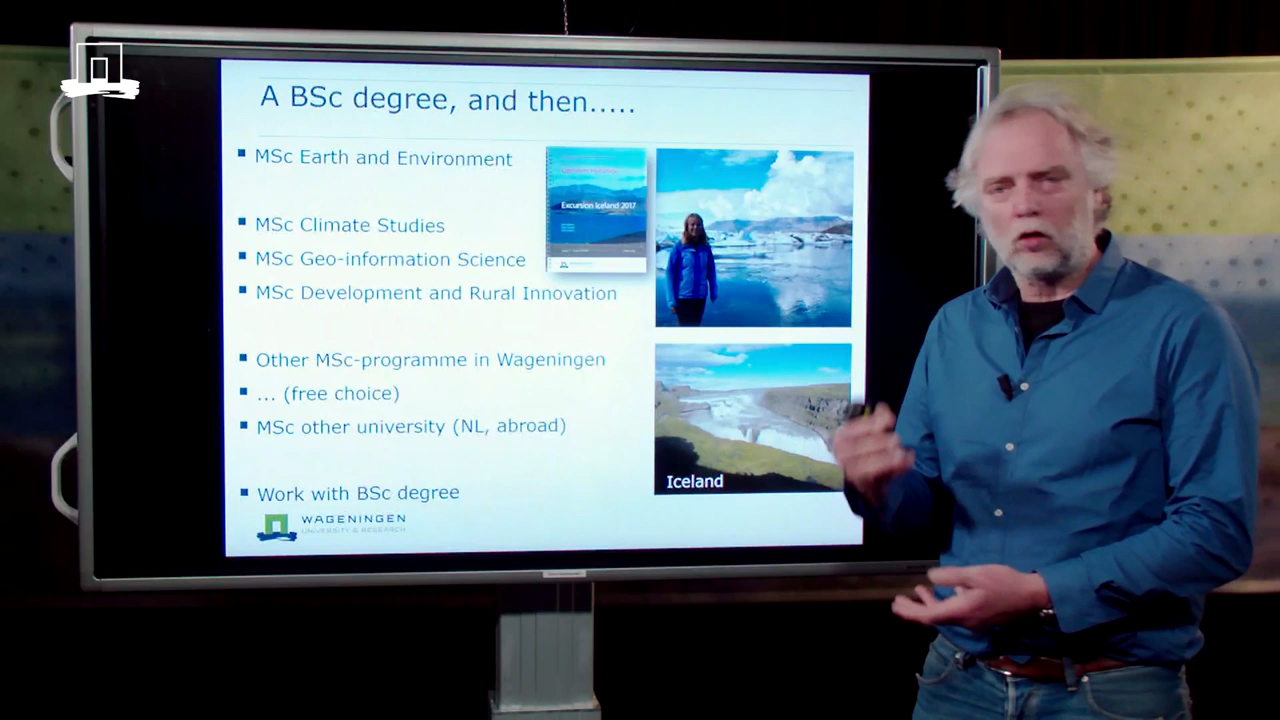 A BSc degree, and then.....
MSc Earth and Environment
Excursion Iceland 2017
MSc Climate Studies
MSc Geo-information Science
MSc Development and Rural Innovation
Other MSc-programme in Wageningen
... (free choice)
MSc other university (NL, abroad)
Iceland
Work with BSc degree
WAGENINGEN
UNIVERSITY & RESEARCH